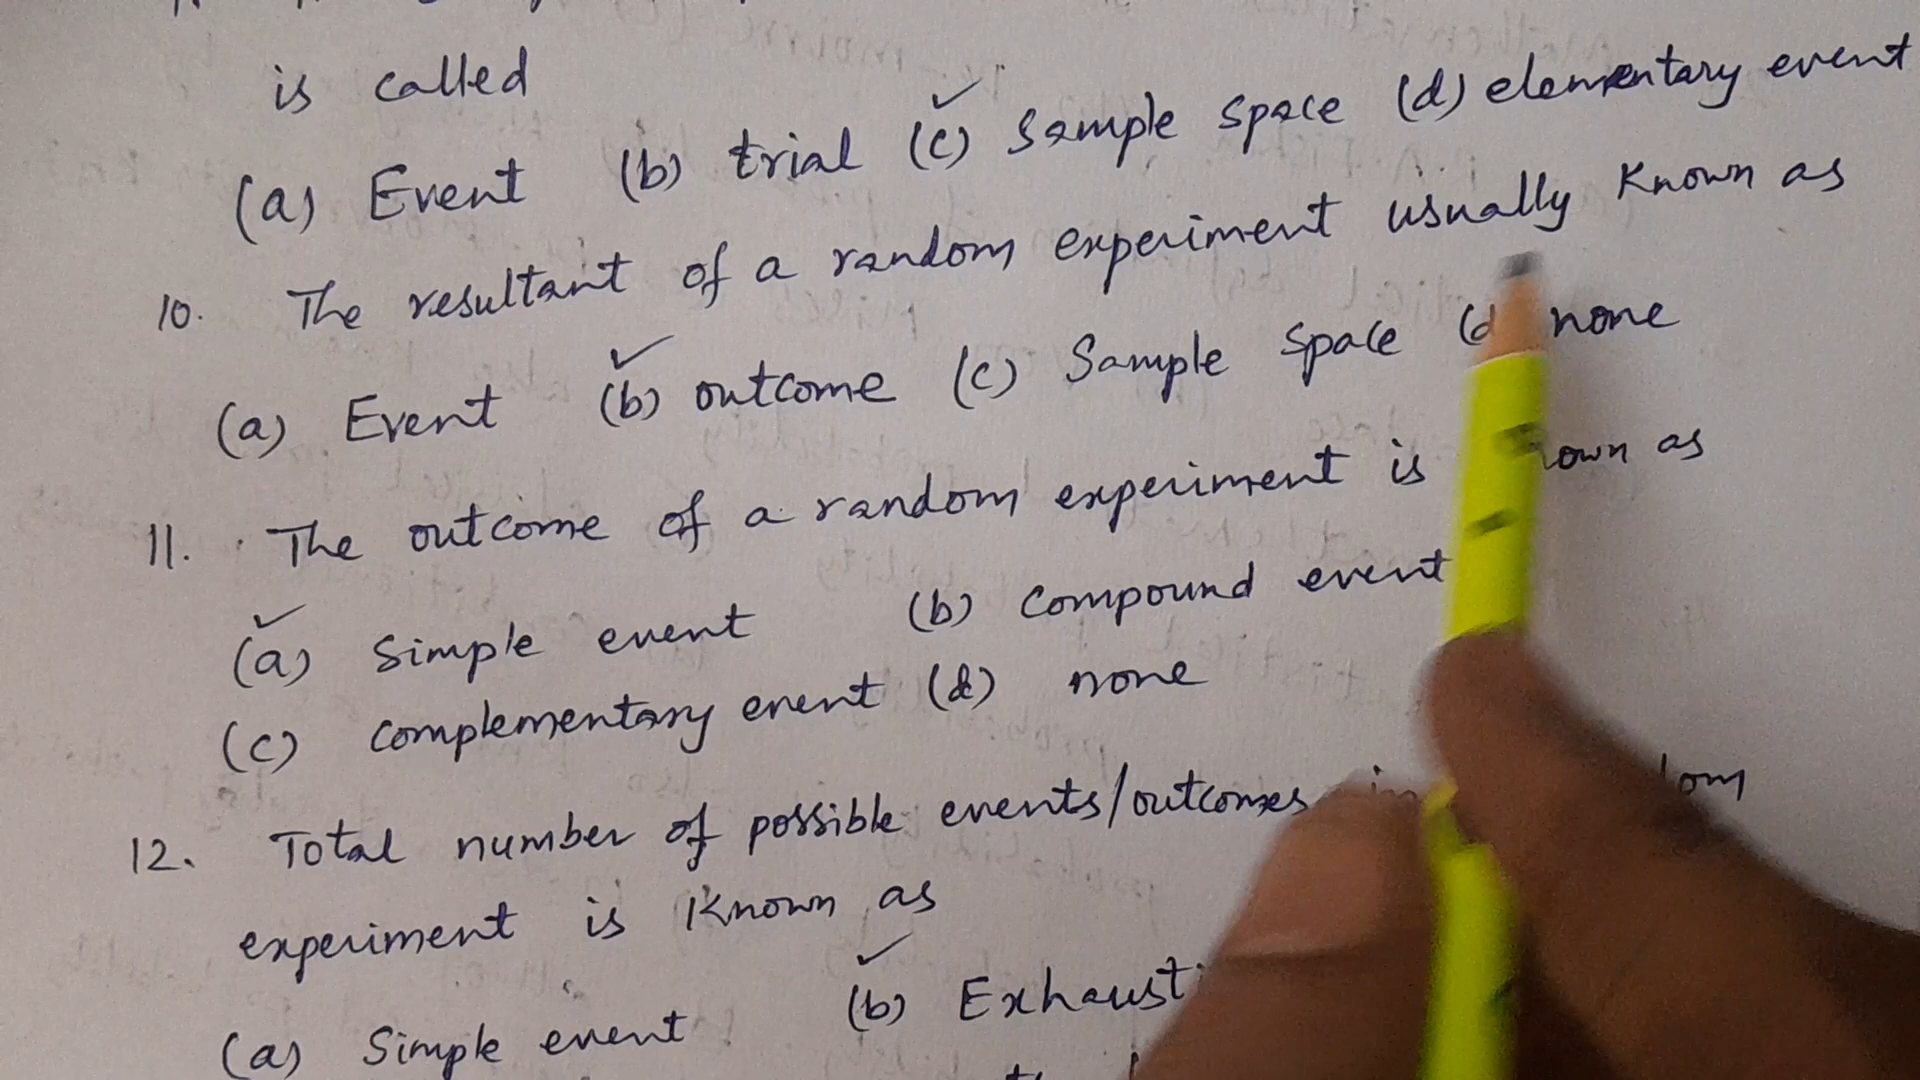 is called
(a) Event (b) trial (c) Sample space (d) elementary event
10. The resultant of a random experiment usually known as
(a) Event (b) outcome (c) Sample space (d none
11. The outcome of a random experiment is as
(a) Simple event (b) compound event
(c) complementary event (d) none
12. Total number of possible events/outcomes in
experiment is known as
(a) Simple event (b)